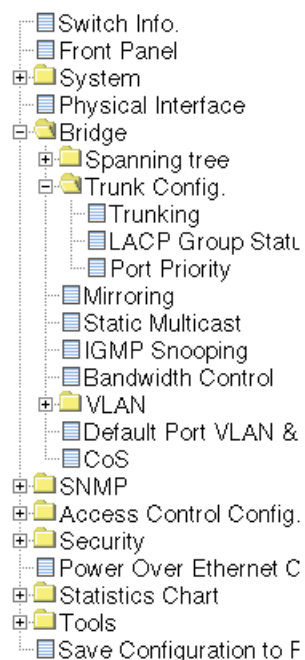 Switch Info.
Front Panel
System
Physical Interface
Bridge
Spanning tree
Trunk Config.
Trunking
LACP Group Statu
Port Priority
Mirroring
Static Multicast
IGMP Snooping
Bandwidth Control
VLAN
Default Port VLAN &
CoS
SNMP
Access Control Config.
Security
Power Over Ethernet C
Statistics Chart
Tools
Save Configuration to F